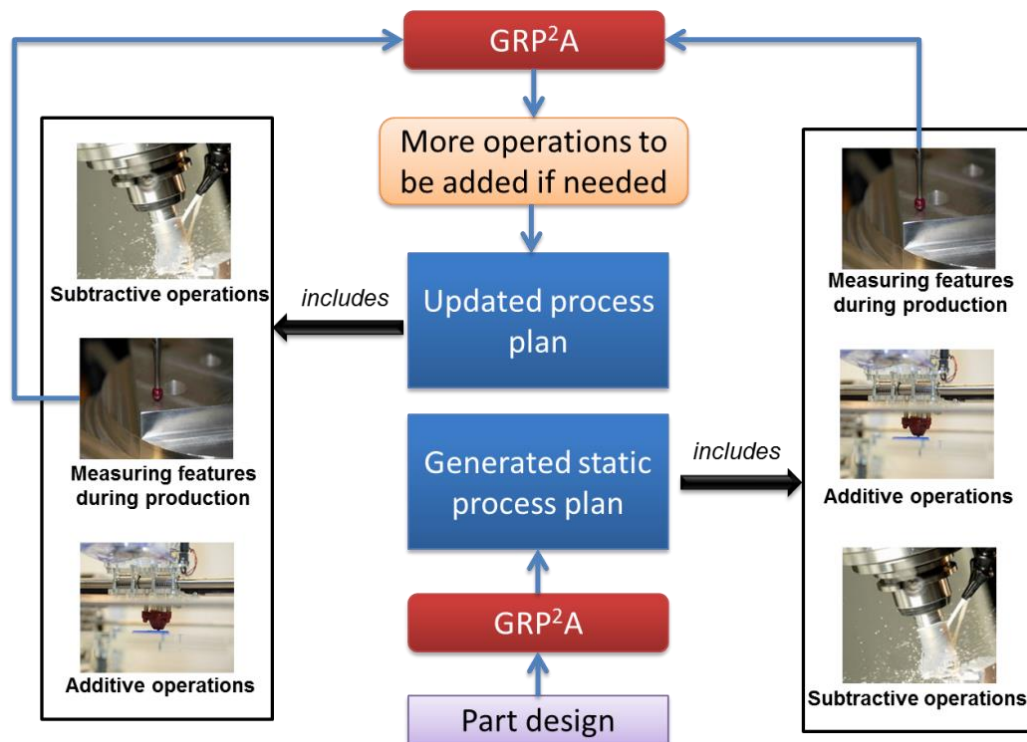 GRP²A
More operations to
be added if needed
Updated process
plan
includes
Subtractive operations
Measuring features
during production
Additive operations
Generated static
process plan
includes
Measuring features
during production
Additive operations
Subtractive operations
GRP²A
Part design